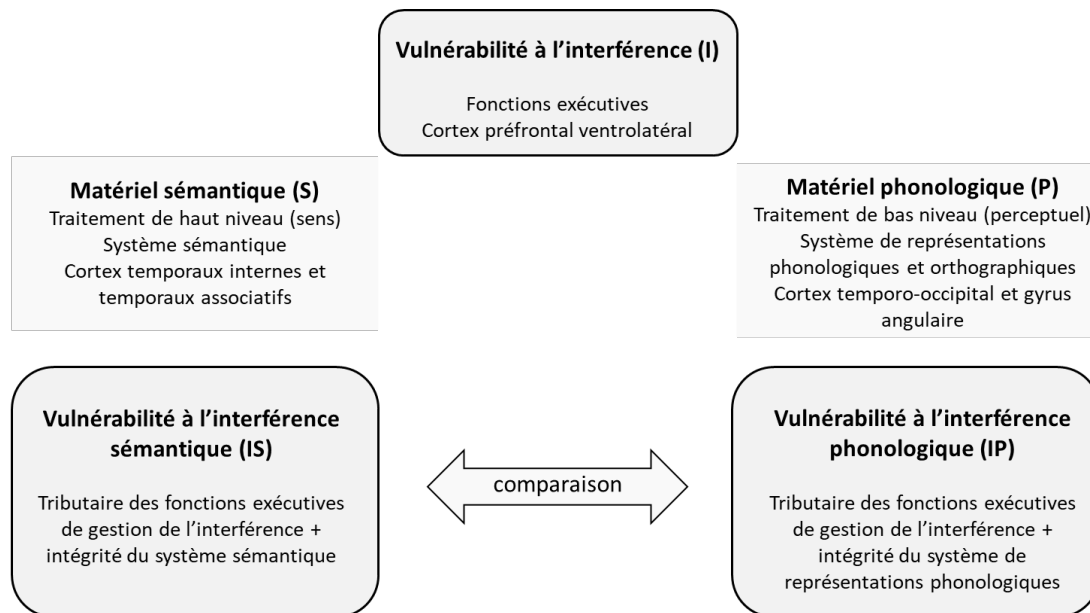 Vulnérabilité à l'interférence (I)
Fonctions exécutives
Cortex préfrontal ventrolatéral
Matériel sémantique (S)
Traitement de haut niveau (sens)
Système sémantique
Cortex temporaux internes et
temporaux associatifs
Matériel phonologique (P)
Traitement de bas niveau (perceptuel)
Système de représentations
phonologiques et orthographiques
Cortex temporo-occipital et gyrus
angulaire
Vulnérabilité à l'interférence
sémantique (IS)
Tributaire des fonctions exécutives
de gestion de l'interférence +
intégrité du système sémantique
comparaison
Vulnérabilité à l'interférence
phonologique (IP)
Tributaire des fonctions exécutives
de gestion de l'interférence +
intégrité du système de
représentations phonologiques